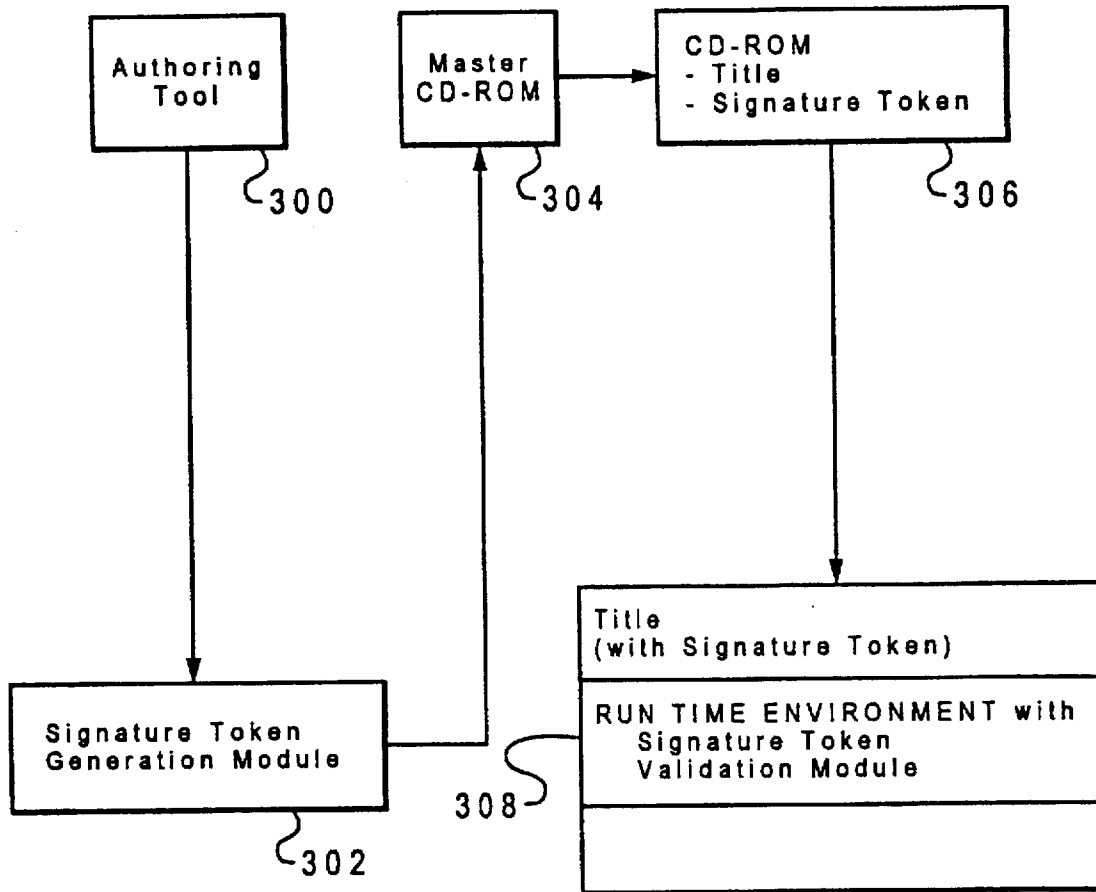 Authoring
Tool
300
Master
CD-ROM
304
CD-ROM
- Title
- Signature Token
306
Signature Token
Generation Module
302
Title
(with Signature Token)
RUN TIME ENVIRONMENT with
Signature Token
Validation Module
308